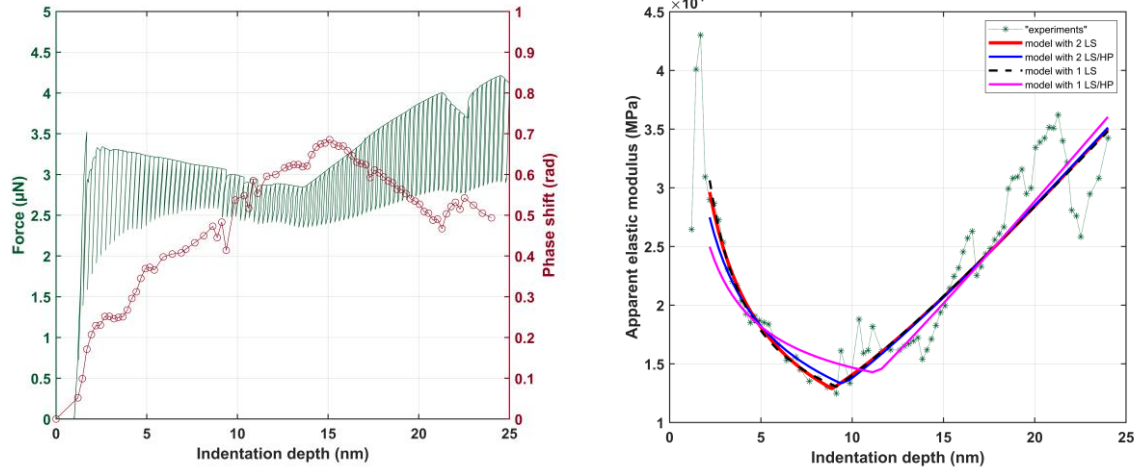 5
4.5
4
3.5
3
2.5
2
1.5
1
0.5
0
Force (µN)
0 5 10 15 20 25
Indentation depth (nm)
1
0.9
0.8
0.7
0.6
0.5
0.4
0.3
0.2
0.1
0
Phase shift (rad)
4.5
4
3.5
3
2.5
2
1.5
1
Apparent elastic modulus (MPa)
0 5 10 15 20 25
Indentation depth (nm)
"experiments"
model with 2 LS
model with 2 LS/HP
model with 1 LS
model with 1 LS/HP